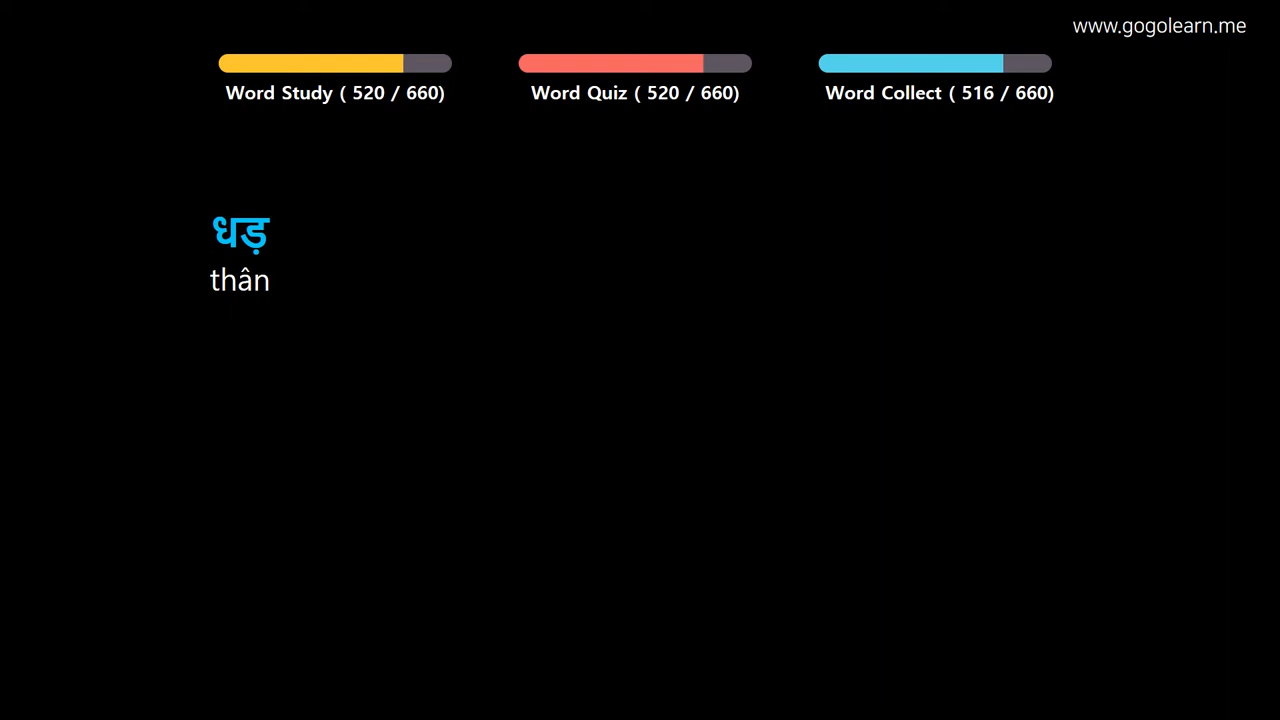 www.gogolearn.me
Word Study ( 520 / 660)
Word Quiz ( 520 / 660)
Word Collect ( 516 / 660)
धड़
thân